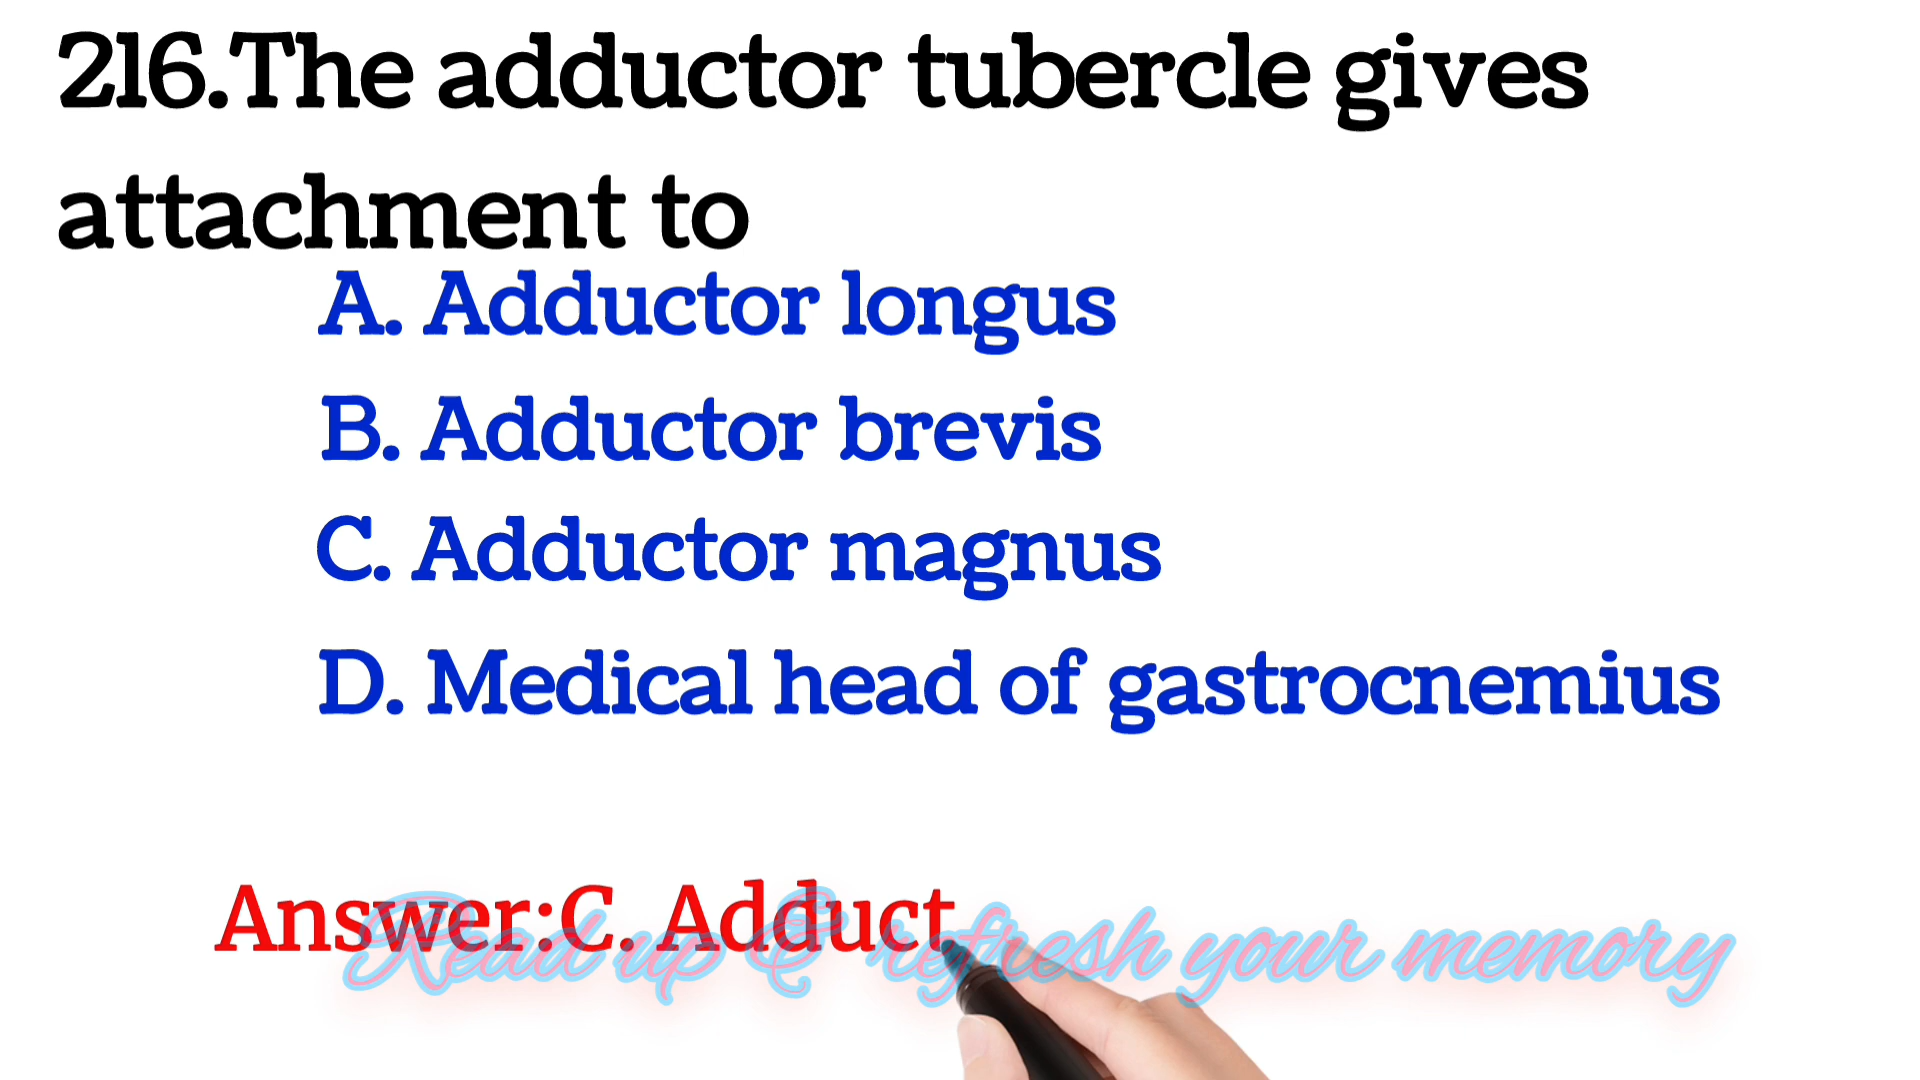 216.The adductor tubercle gives
attachment to
A. Adductor longus
B. Adductor brevis
C. Adductor magnus
D. Medical head of gastrocnemius
Answer:C. Adduct
Read up & refresh your memory